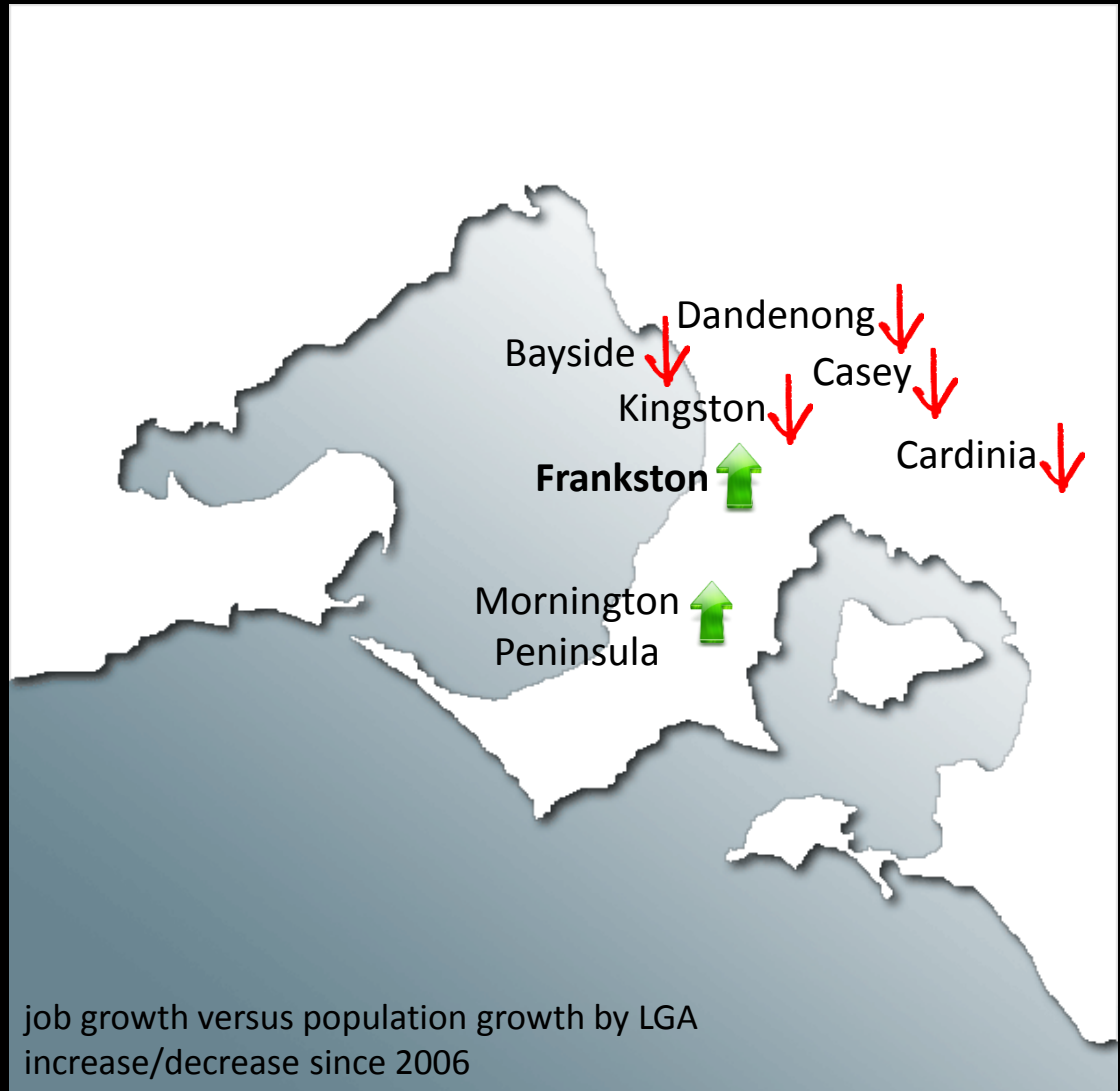 Dandenong
Bayside
Casey
Kingston
Cardinia
Frankston
Mornington
Peninsula
job growth versus population growth by LGA
increase/decrease since 2006